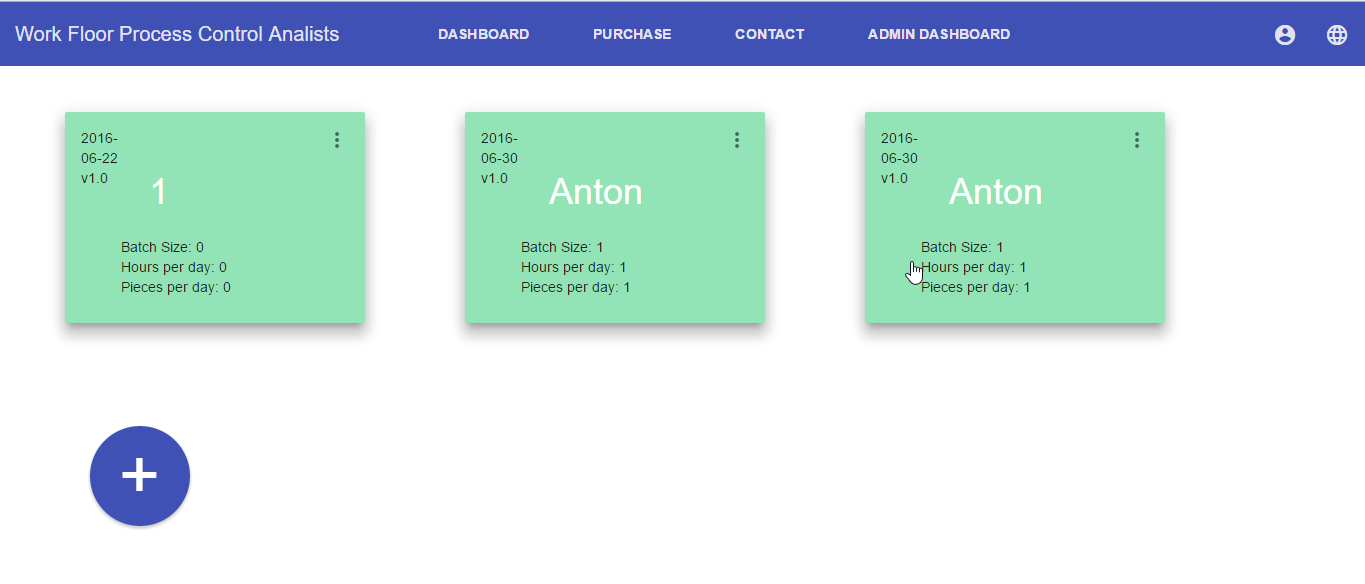 Work Floor Process Control Analists
DASHBOARD
PURCHASE
CONTACT
ADMIN DASHBOARD
2016-
06-22
v1.0
1
Batch Size: 0
Hours per day: 0
Pieces per day: 0
2016-
06-30
v1.0
Anton
Batch Size: 1
Hours per day: 1
Pieces per day: 1
2016-
06-30
v1.0
Anton
Batch Size: 1
Hours per day: 1
Pieces per day: 1